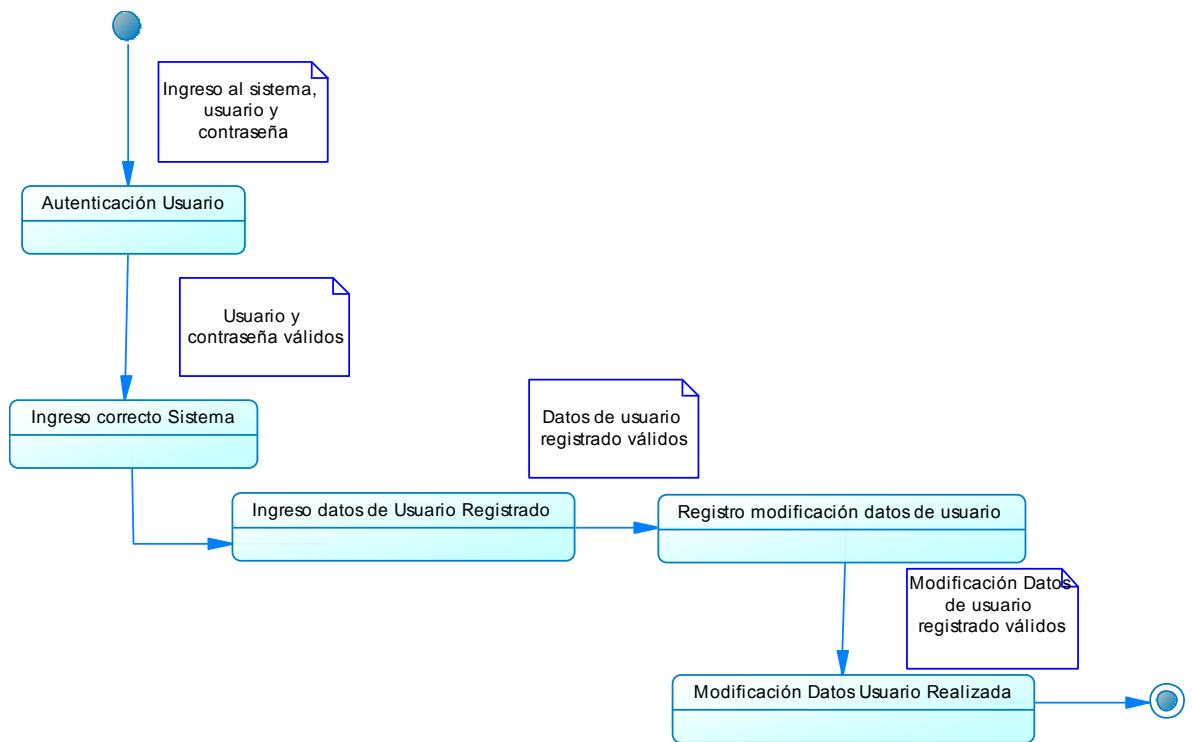 Ingreso al sistema,
usuario y
contraseña
Autenticación Usuario
Usuario y
contraseña válidos
Ingreso correcto Sistema
Datos de usuario
registrado válidos
Ingreso datos de Usuario Registrado
Registro modificación datos de usuario
Modificación Datos
de usuario
registrado válidos
Modificación Datos Usuario Realizada